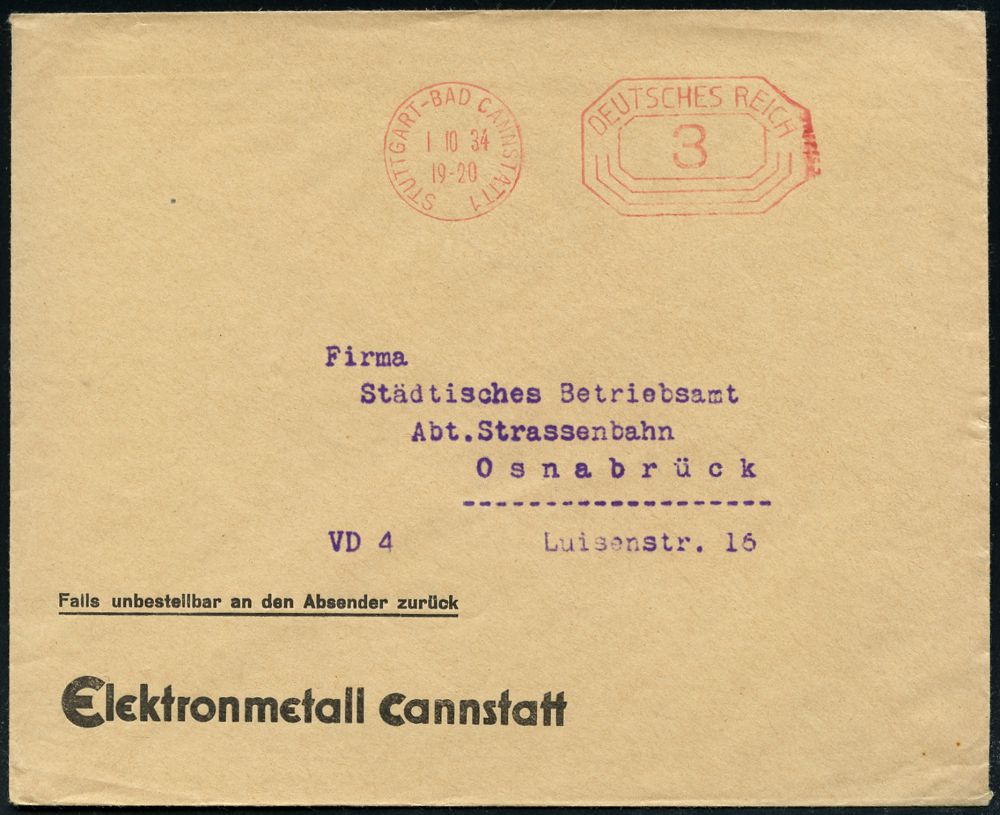 STUTTGART-BAD CANNSTATT 1
1 10 34
19-20
DEUTSCHES REICH
3
Firma
Städtisches Betriebsamt
Abt.Strassenbahn
Osnabrück
-------------------
VD 4 Luisenstr. 16
Falls unbestellbar an den Absender zurück
Elektronmetall Cannstatt